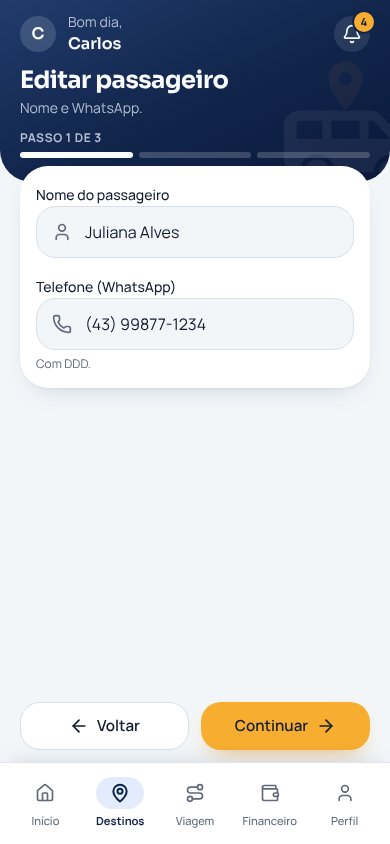 C
Bom dia,
Carlos
4
Editar passageiro
Nome e WhatsApp.
PASSO 1 DE 3
Nome do passageiro
Juliana Alves
Telefone (WhatsApp)
(43) 99877-1234
Com DDD.
Voltar
Continuar
Início
Destinos
Viagem
Financeiro
Perfil